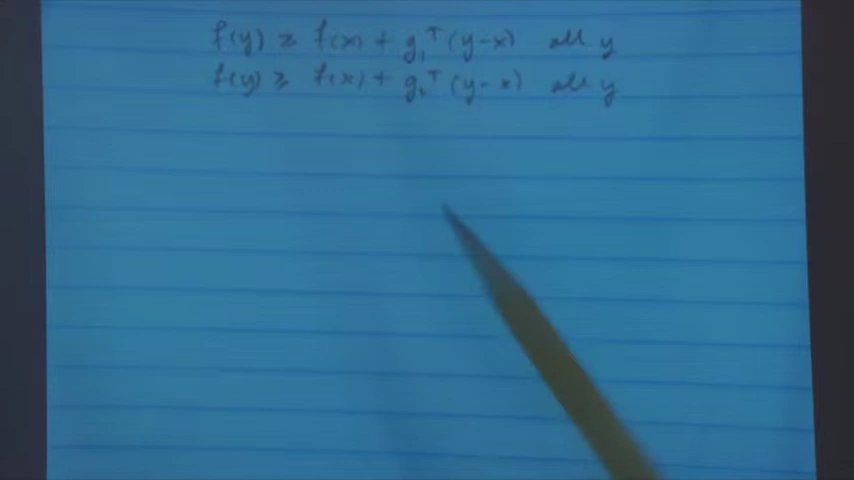 f(y) ≥ f(x) + g₁ᵀ(y-x) all y
f(y) ≥ f(x) + g₂ᵀ(y-x) all y